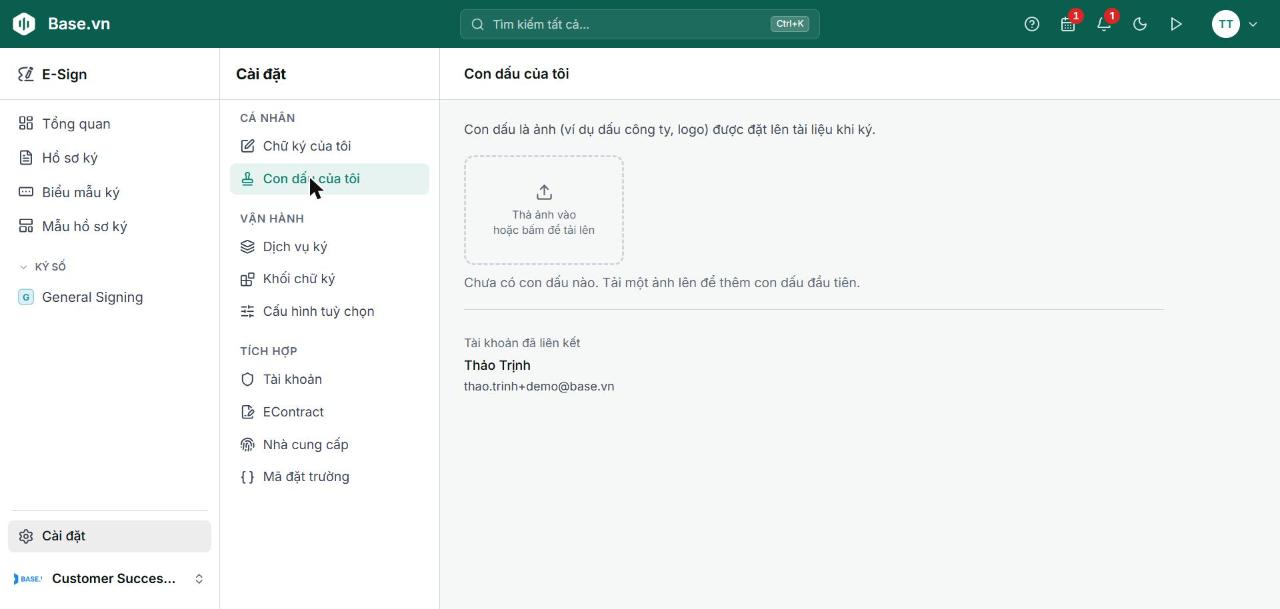 Base.vn
Tìm kiếm tất cả...
Ctrl+K
1
1
TT
E-Sign
Tổng quan
Hồ sơ ký
Biểu mẫu ký
Mẫu hồ sơ ký
KÝ SỐ
G
General Signing
Cài đặt
BASE.V
Customer Succes...
Cài đặt
CÁ NHÂN
Chữ ký của tôi
Con dấu của tôi
VẬN HÀNH
Dịch vụ ký
Khối chữ ký
Cấu hình tuỳ chọn
TÍCH HỢP
Tài khoản
EContract
Nhà cung cấp
Mã đặt trường
Con dấu của tôi
Con dấu là ảnh (ví dụ dấu công ty, logo) được đặt lên tài liệu khi ký.
Thả ảnh vào
hoặc bấm để tải lên
Chưa có con dấu nào. Tải một ảnh lên để thêm con dấu đầu tiên.
Tài khoản đã liên kết
Thảo Trịnh
thao.trinh+demo@base.vn